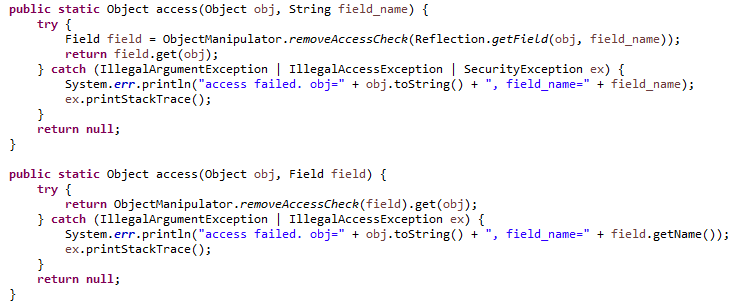 public static Object access(Object obj, String field_name) {
    try {
        Field field = ObjectManipulator.removeAccessCheck(Reflection.getField(obj, field_name));
        return field.get(obj);
    } catch (IllegalArgumentException | IllegalAccessException | SecurityException ex) {
        System.err.println("access failed. obj=" + obj.toString() + ", field_name=" + field_name);
        ex.printStackTrace();
    }
    return null;
}
public static Object access(Object obj, Field field) {
    try {
        return ObjectManipulator.removeAccessCheck(field).get(obj);
    } catch (IllegalArgumentException | IllegalAccessException ex) {
        System.err.println("access failed. obj=" + obj.toString() + ", field_name=" + field.getName());
        ex.printStackTrace();
    }
    return null;
}